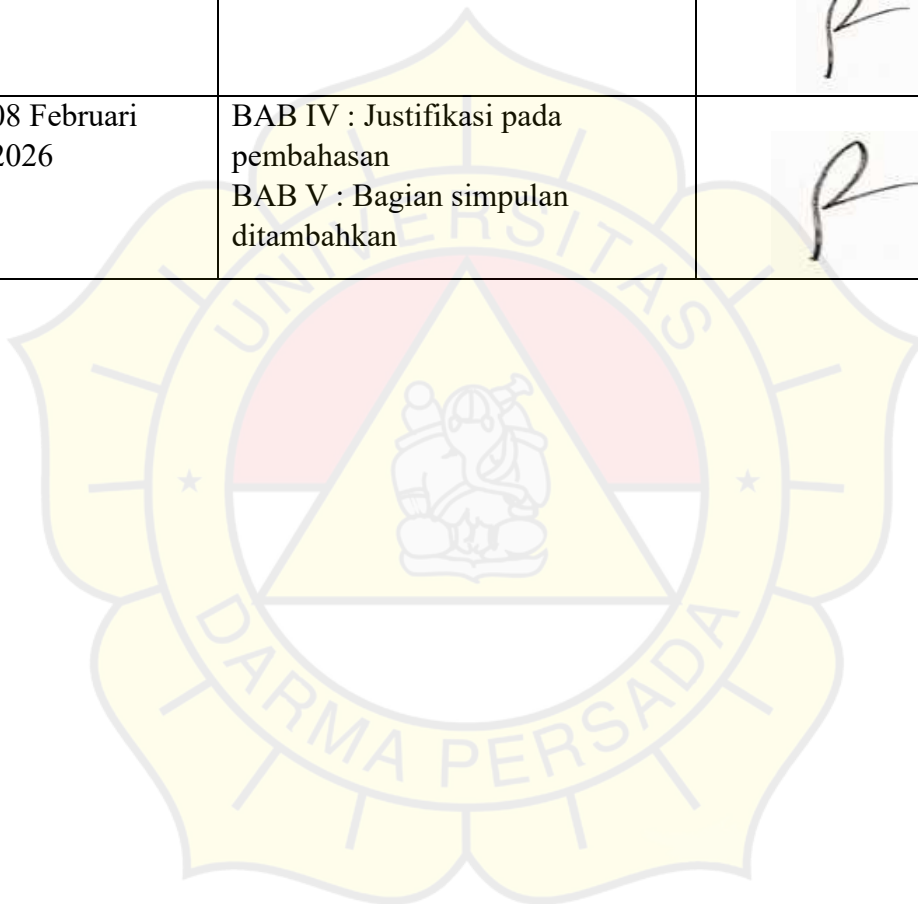 08 Februari
2026
BAB IV : Justifikasi pada
pembahasan
BAB V : Bagian simpulan
ditambahkan
UNIVERSITAS
DARMA PERSADA